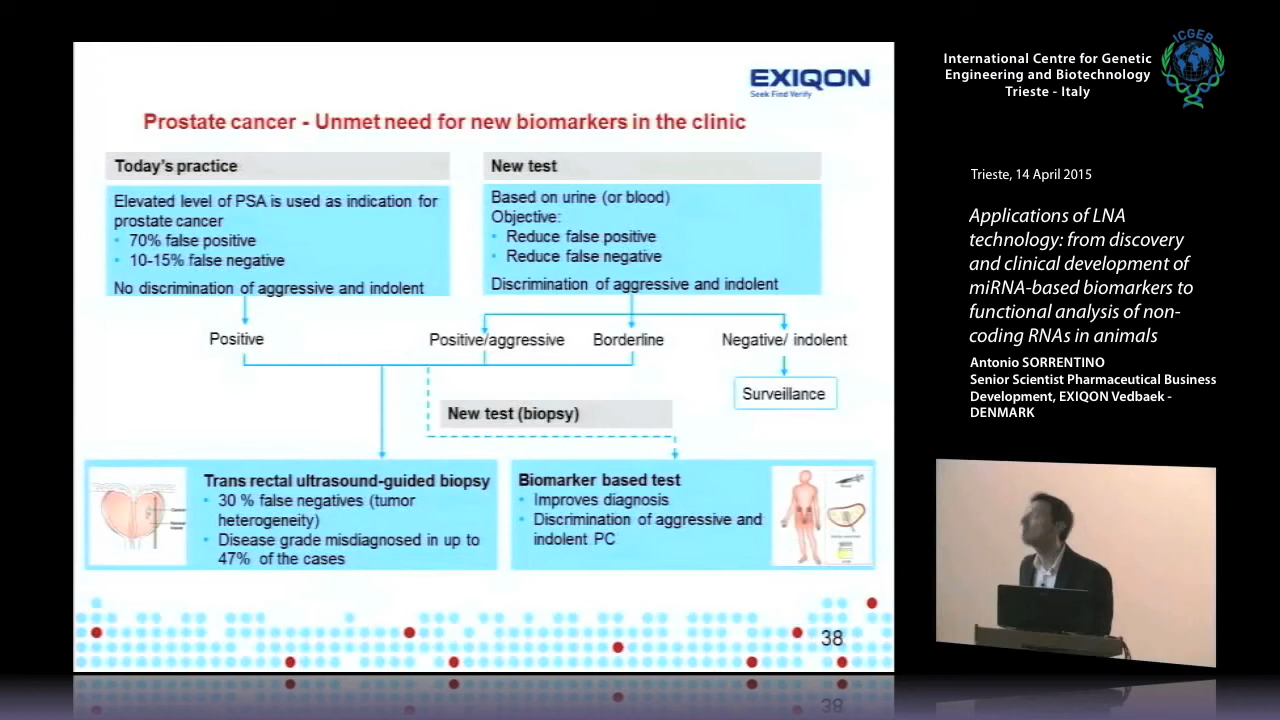 EXIQON
Seek Find Verify
Prostate cancer - Unmet need for new biomarkers in the clinic
Today's practice
Elevated level of PSA is used as indication for
prostate cancer
• 70% false positive
• 10-15% false negative
No discrimination of aggressive and indolent
New test
Based on urine (or blood)
Objective:
• Reduce false positive
• Reduce false negative
Discrimination of aggressive and indolent
Positive
Positive/aggressive
Borderline
Negative/ indolent
Surveillance
New test (biopsy)
Trans rectal ultrasound-guided biopsy
• 30 % false negatives (tumor
heterogeneity)
• Disease grade misdiagnosed in up to
47% of the cases
Biomarker based test
• Improves diagnosis
• Discrimination of aggressive and
indolent PC
38
38
International Centre for Genetic
Engineering and Biotechnology
Trieste - Italy
ICGEB
Trieste, 14 April 2015
Applications of LNA
technology: from discovery
and clinical development of
miRNA-based biomarkers to
functional analysis of non-
coding RNAs in animals
Antonio SORRENTINO
Senior Scientist Pharmaceutical Business
Development, EXIQON Vedbaek -
DENMARK